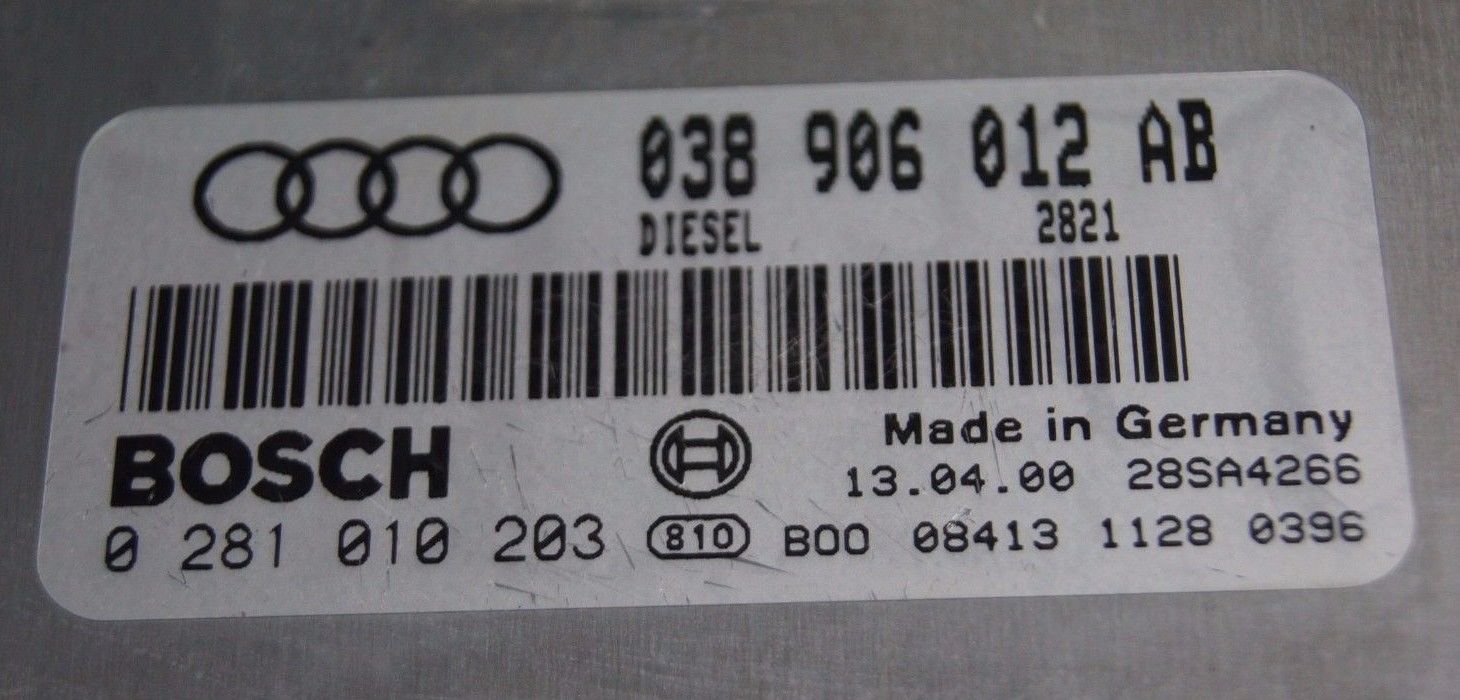 038 906 012 AB
DIESEL 2821
BOSCH
Made in Germany
13.04.00 28SA4266
0 281 010 203 810 B00 08413 1128 0396